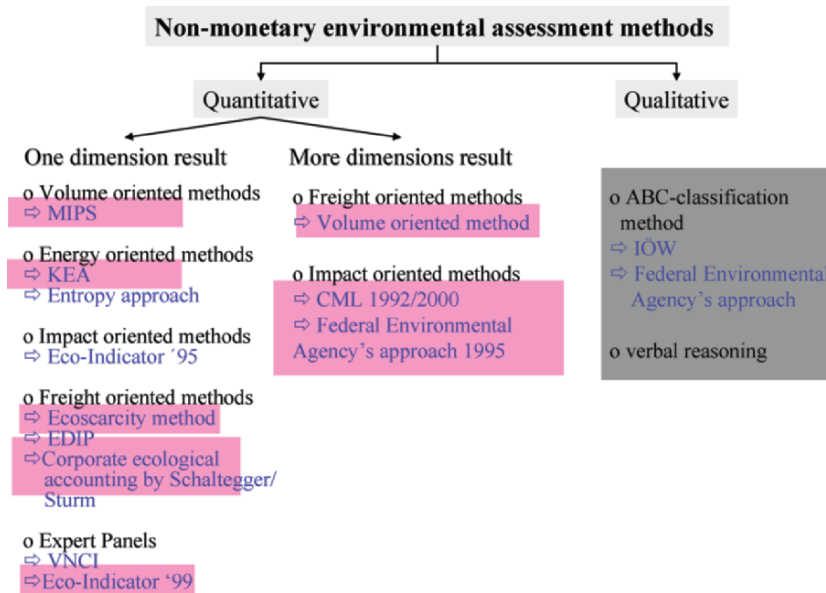 Non-monetary environmental assessment methods
Quantitative
Qualitative
One dimension result
o Volume oriented methods
⇨ MIPS
o Energy oriented methods
⇨ KEA
⇨ Entropy approach
o Impact oriented methods
⇨ Eco-Indicator ´95
o Freight oriented methods
⇨ Ecoscarcity method
⇨ EDIP
⇨Corporate ecological
accounting by Schaltegger/
Sturm
o Expert Panels
⇨ VNCI
⇨Eco-Indicator ‘99
More dimensions result
o Freight oriented methods
⇨ Volume oriented method
o Impact oriented methods
⇨ CML 1992/2000
⇨ Federal Environmental
Agency’s approach 1995
o ABC-classification
method
⇨ IÖW
⇨ Federal Environmental
Agency’s approach
o verbal reasoning